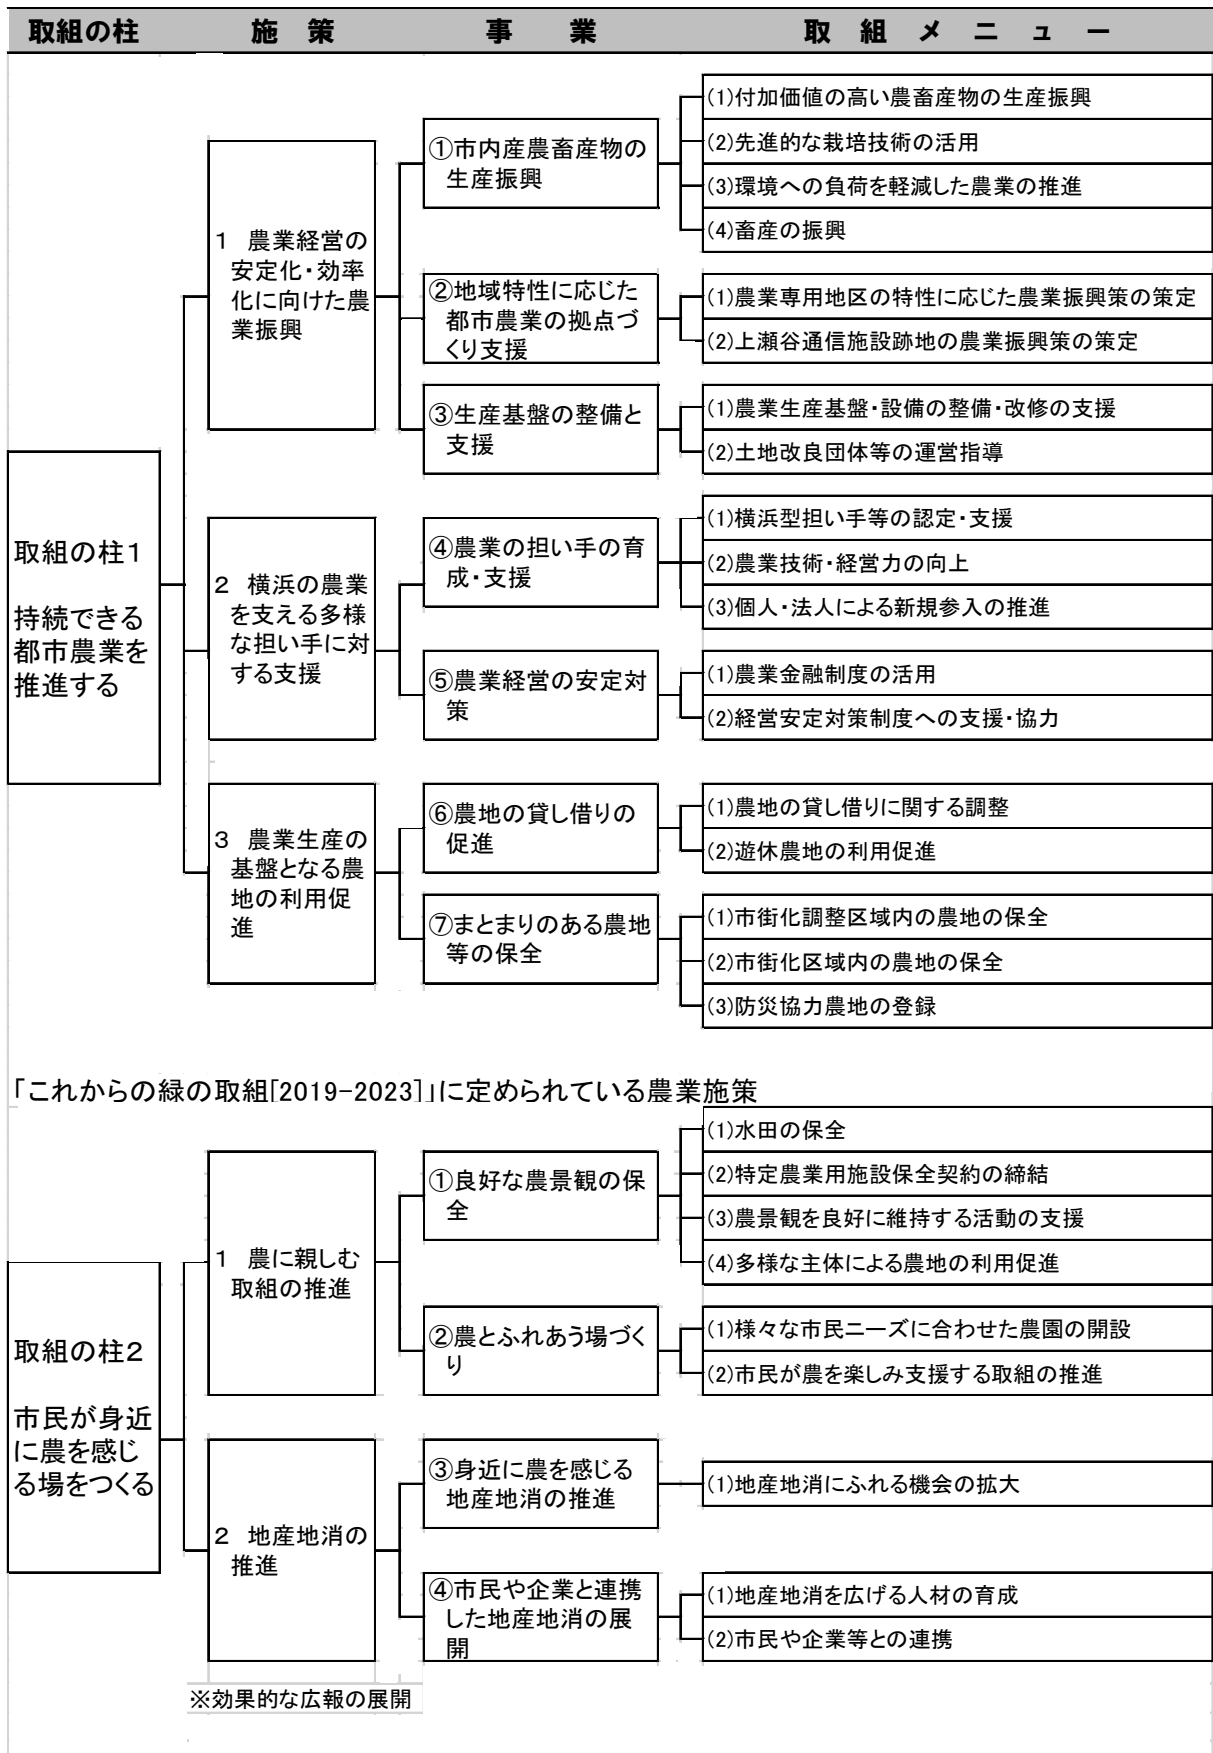 取組の柱 施 策 事 業 取 組 メ ニ ュ ー
取組の柱1
持続できる
都市農業を
推進する
1 農業経営の
安定化・効率
化に向けた農
業振興
①市内産農畜産物の
生産振興
(1)付加価値の高い農畜産物の生産振興
(2)先進的な栽培技術の活用
(3)環境への負荷を軽減した農業の推進
(4)畜産の振興
②地域特性に応じた
都市農業の拠点づ
くり支援
(1)農業専用地区の特性に応じた農業振興策の策定
(2)上瀬谷通信施設跡地の農業振興策の策定
③生産基盤の整備と
支援
(1)農業生産基盤・設備の整備・改修の支援
(2)土地改良団体等の運営指導
2 横浜の農業
を支える多様
な担い手に対
する支援
④農業の担い手の育
成・支援
(1)横浜型担い手等の認定・支援
(2)農業技術・経営力の向上
(3)個人・法人による新規参入の推進
⑤農業経営の安定対
策
(1)農業金融制度の活用
(2)経営安定対策制度への支援・協力
3 農業生産の
基盤となる農
地の利用促
進
⑥農地の貸し借りの
促進
(1)農地の貸し借りに関する調整
(2)遊休農地の利用促進
⑦まとまりのある農地
等の保全
(1)市街化調整区域内の農地の保全
(2)市街化区域内の農地の保全
(3)防災協力農地の登録
「これからの緑の取組[2019-2023]」に定められている農業施策
取組の柱2
市民が身近
に農を感じ
る場をつくる
1 農に親しむ
取組の推進
①良好な農景観の保
全
(1)水田の保全
(2)特定農業用施設保全契約の締結
(3)農景観を良好に維持する活動の支援
(4)多様な主体による農地の利用促進
②農とふれあう場づく
り
(1)様々な市民ニーズに合わせた農園の開設
(2)市民が農を楽しみ支援する取組の推進
2 地産地消の
推進
③身近に農を感じる
地産地消の推進
(1)地産地消にふれる機会の拡大
④市民や企業と連携
した地産地消の展
開
(1)地産地消を広げる人材の育成
(2)市民や企業等との連携
※効果的な広報の展開